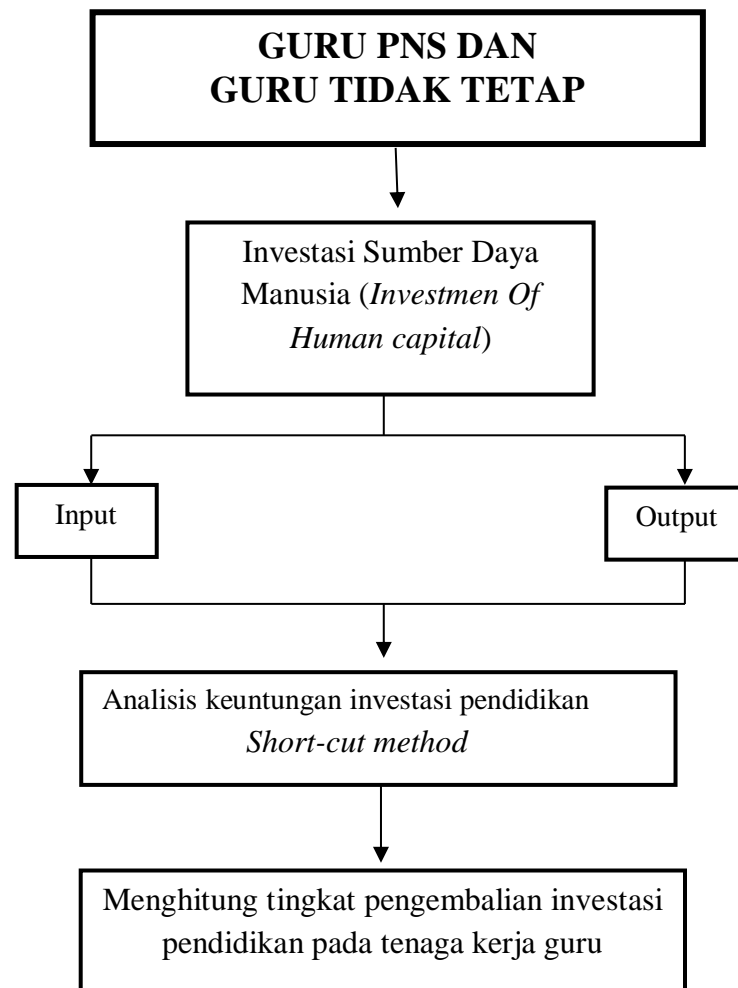 GURU PNS DAN
GURU TIDAK TETAP
Investasi Sumber Daya
Manusia (Investmen Of
Human capital)
Input
Output
Analisis keuntungan investasi pendidikan
Short-cut method
Menghitung tingkat pengembalian investasi
pendidikan pada tenaga kerja guru